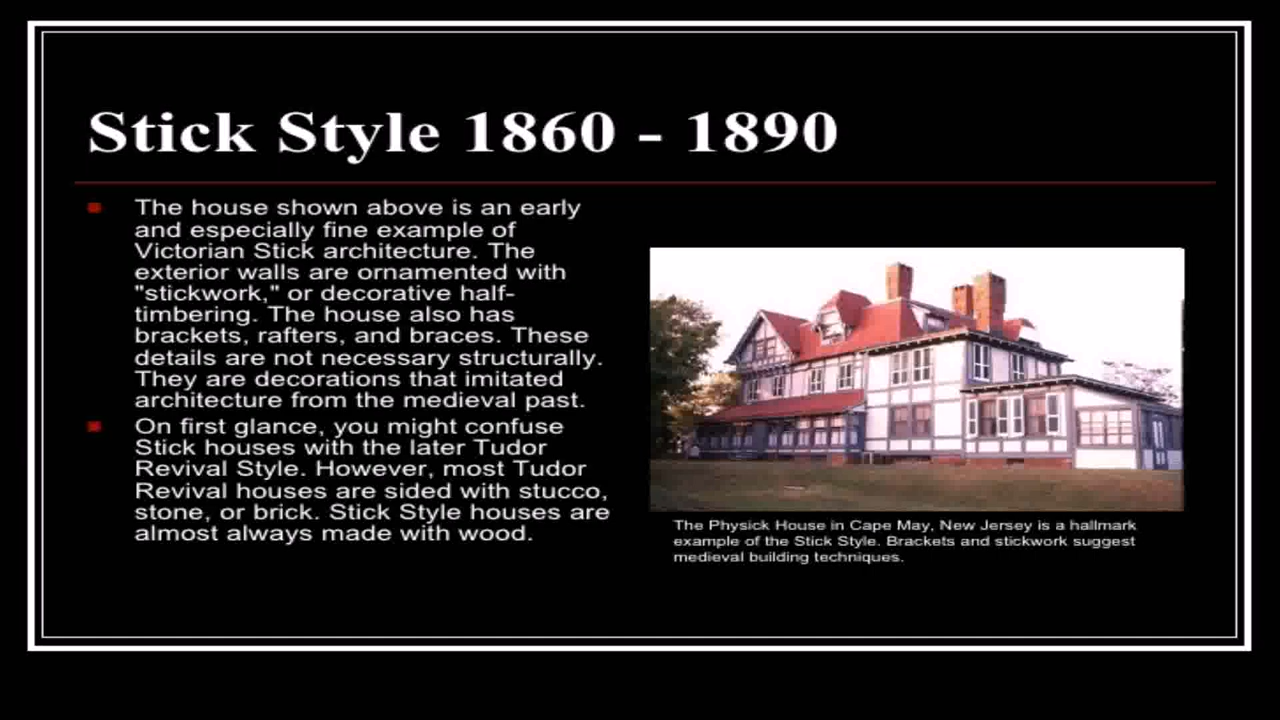 Stick Style 1860 - 1890
The house shown above is an early
and especially fine example of
Victorian Stick architecture. The
exterior walls are ornamented with
"stickwork," or decorative half-
timbering. The house also has
brackets, rafters, and braces. These
details are not necessary structurally.
They are decorations that imitated
architecture from the medieval past.
On first glance, you might confuse
Stick houses with the later Tudor
Revival Style. However, most Tudor
Revival houses are sided with stucco,
stone, or brick. Stick Style houses are
almost always made with wood.
The Physick House in Cape May, New Jersey is a hallmark
example of the Stick Style. Brackets and stickwork suggest
medieval building techniques.